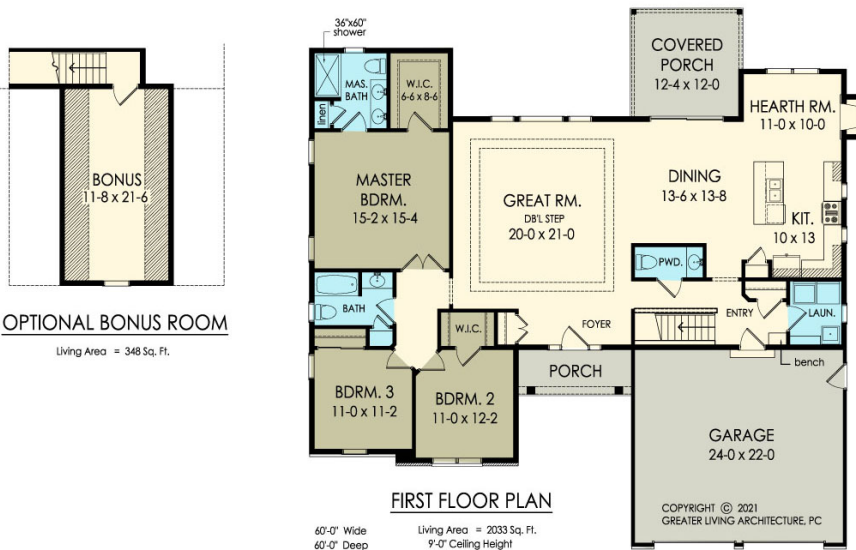 36"x60"
shower
MAS.
BATH
W.I.C.
6-6 x 8-6
linen
COVERED
PORCH
12-4 x 12-0
HEARTH RM.
11-0 x 10-0
BONUS
11-8 x 21-6
MASTER
BDRM.
15-2 x 15-4
GREAT RM.
DB'L STEP
20-0 x 21-0
DINING
13-6 x 13-8
KIT.
10 x 13
PWD.
OPTIONAL BONUS ROOM
Living Area = 348 Sq. Ft.
BATH
W.I.C.
FOYER
ENTRY
LAUN.
bench
PORCH
BDRM. 3
11-0 x 11-2
BDRM. 2
11-0 x 12-2
GARAGE
24-0 x 22-0
FIRST FLOOR PLAN
60'-0" Wide
60'-0" Deep
Living Area = 2033 Sq. Ft.
9'-0" Ceiling Height
COPYRIGHT © 2021
GREATER LIVING ARCHITECTURE, PC